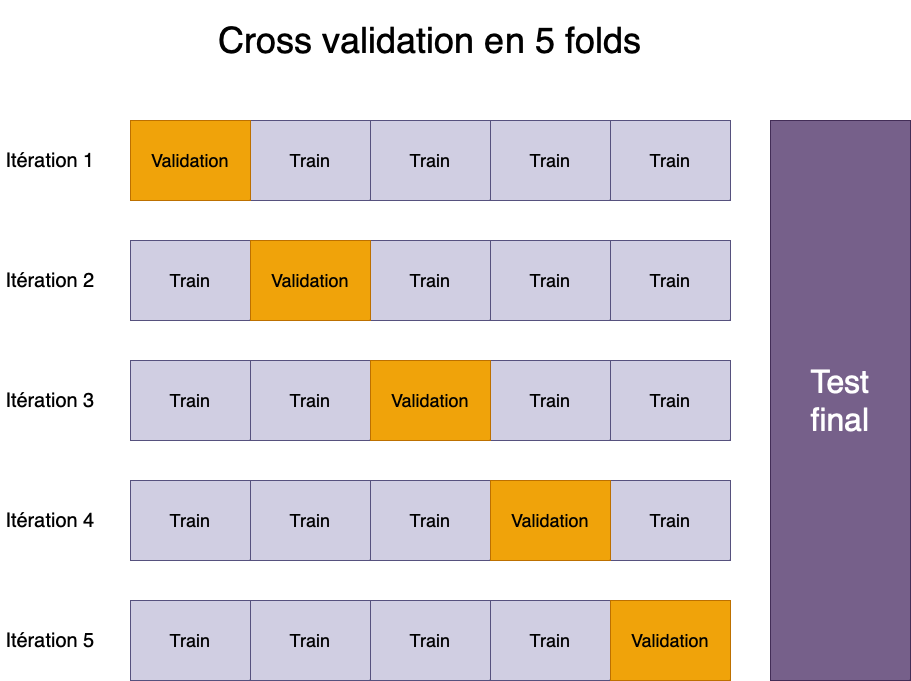 Cross validation en 5 folds
Itération 1 Validation Train Train Train Train
Itération 2 Train Validation Train Train Train
Itération 3 Train Train Validation Train Train
Itération 4 Train Train Train Validation Train
Itération 5 Train Train Train Train Validation
Test
final